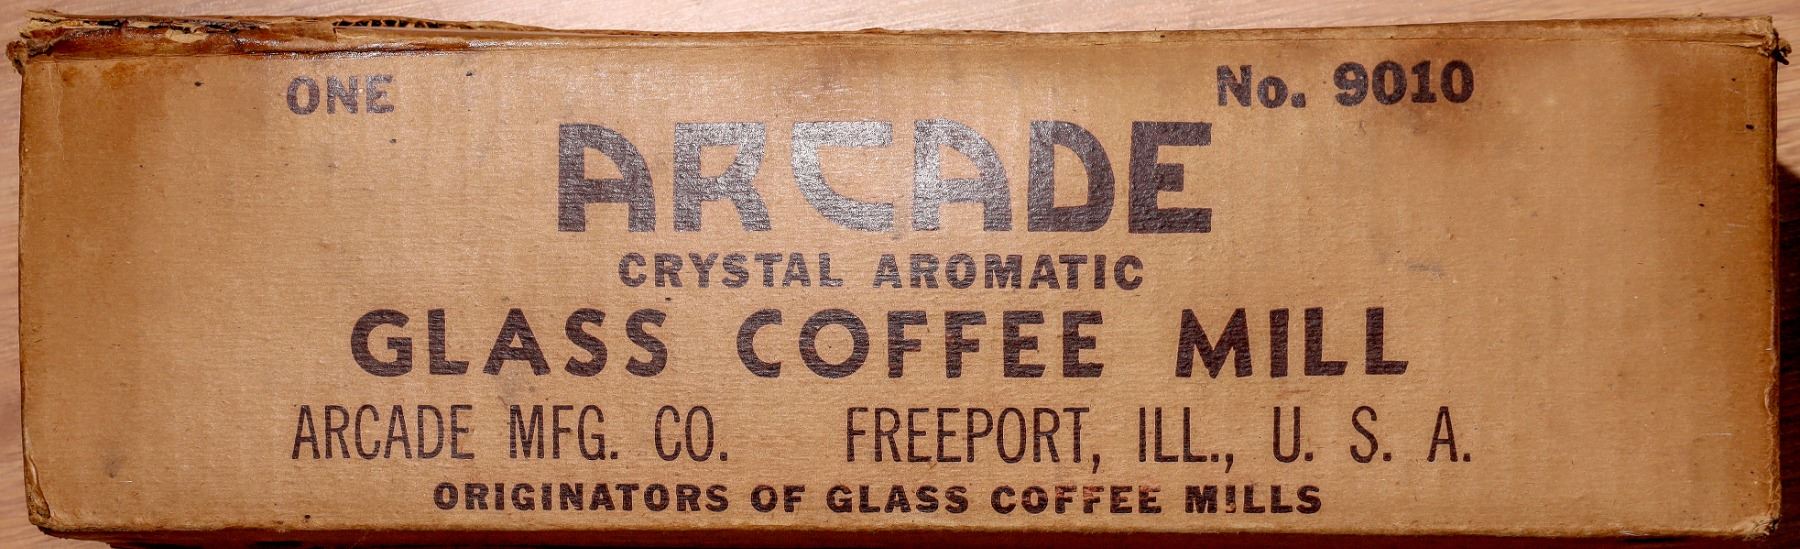 ONE No. 9010
ARCADE
CRYSTAL AROMATIC
GLASS COFFEE MILL
ARCADE MFG. CO. FREEPORT, ILL., U. S. A.
ORIGINATORS OF GLASS COFFEE MILLS